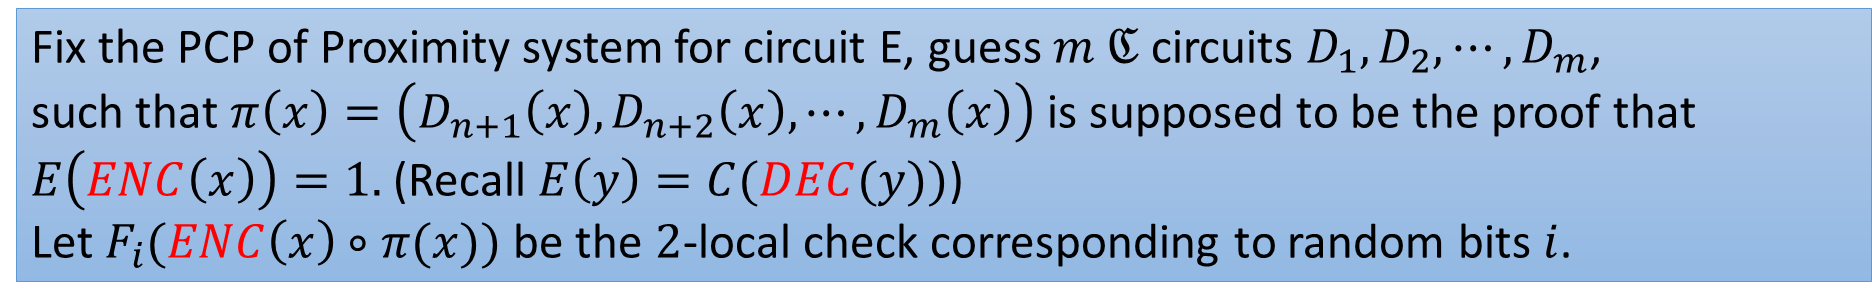 Fix the PCP of Proximity system for circuit E, guess m ℭ circuits D₁, D₂, ⋯ , Dₘ,
such that π(x) = (Dₙ₊₁(x), Dₙ₊₂(x), ⋯ , Dₘ(x)) is supposed to be the proof that
E(ENC(x)) = 1. (Recall E(y) = C(DEC(y)))
Let Fᵢ(ENC(x) ∘ π(x)) be the 2-local check corresponding to random bits i.